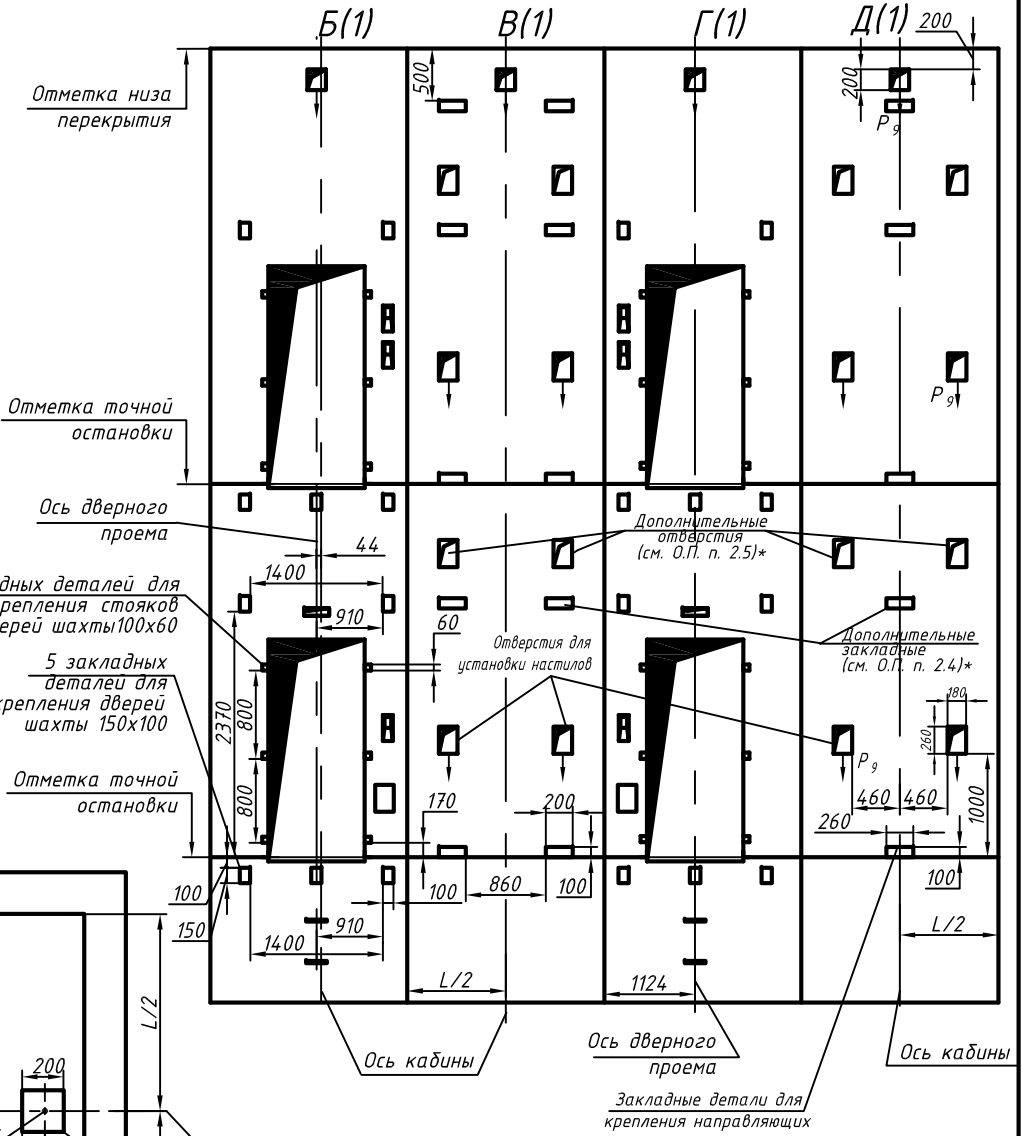 Б(1)
В(1)
Г(1)
Д(1)
200
500
200
Отметка низа
перекрытия
P 9
P 9
Отметка точной
остановки
Ось дверного
проема
44
1400
910
Дополнительные
отверстия
(см. О.П. п. 2.5)*
деталей для
крепления стояков
дверей шахты100х60
60
Отверстия для
установки настилов
Дополнительные
закладные
(см. О.П. п. 2.4)*
5 закладных
деталей для
крепления дверей
шахты 150х100
2370
800
800
180
260
P 9
Отметка точной
остановки
170
200
460
460
1000
260
100
150
100
860
100
100
910
1400
L/2
1124
L/2
L/2
Ось кабины
Ось дверного
проема
Ось кабины
200
Закладные детали для
крепления направляющих